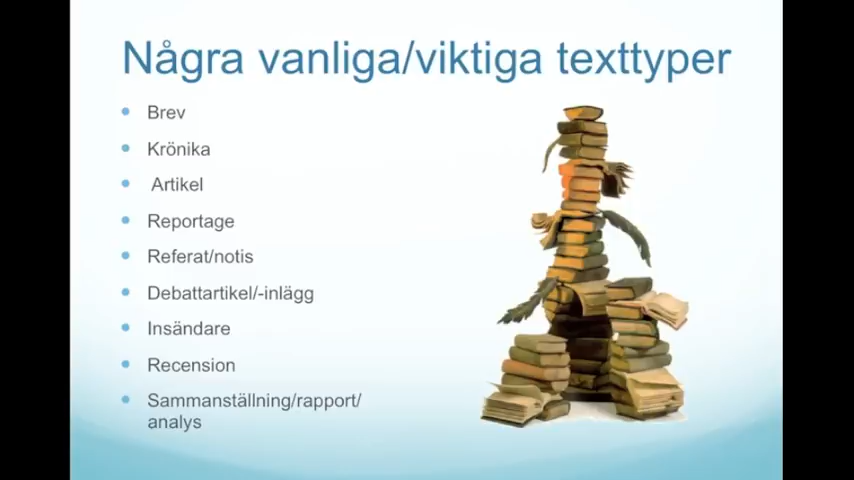 Några vanliga/viktiga texttyper
Brev
Krönika
Artikel
Reportage
Referat/notis
Debattartikel/-inlägg
Insändare
Recension
Sammanställning/rapport/
analys